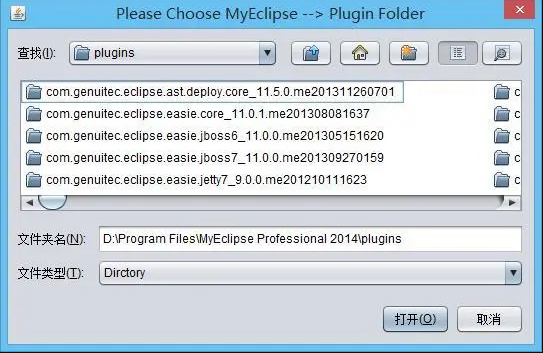 Please Choose MyEclipse --> Plugin Folder
查找(I):
plugins
com.genuitec.eclipse.ast.deploy.core_11.5.0.me201311260701
c
com.genuitec.eclipse.easie.core_11.0.1.me201308081637
c
com.genuitec.eclipse.easie.jboss6_11.0.0.me201305151620
c
com.genuitec.eclipse.easie.jboss7_11.0.0.me201309270159
c
com.genuitec.eclipse.easie.jetty7_9.0.0.me201210111623
c
文件夹名(N):
D:\Program Files\MyEclipse Professional 2014\plugins
文件类型(T):
Dirctory
打开(O)
取消